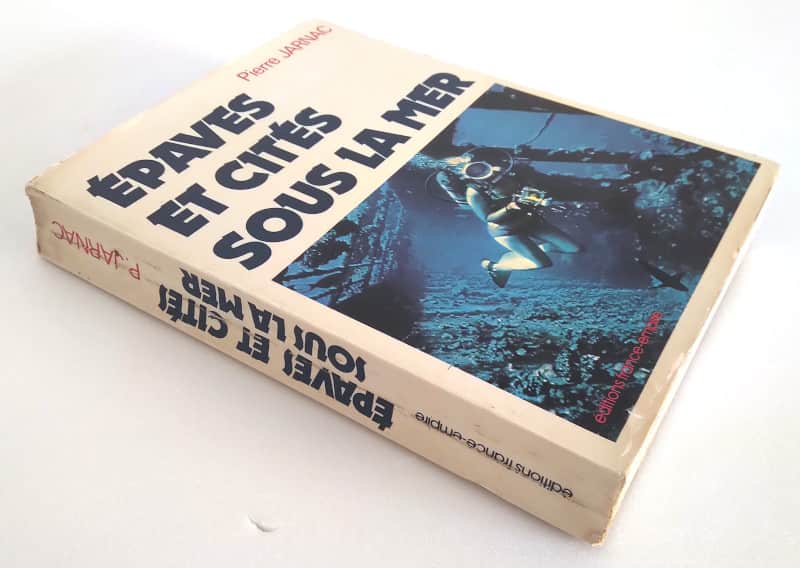 Pierre JARNAC
ÉPAVES
ET CITÉS
SOUS LA MER
éditions france-empire
P. JARNAC
ÉPAVES ET CITÉS
SOUS LA MER
éditions france-empire